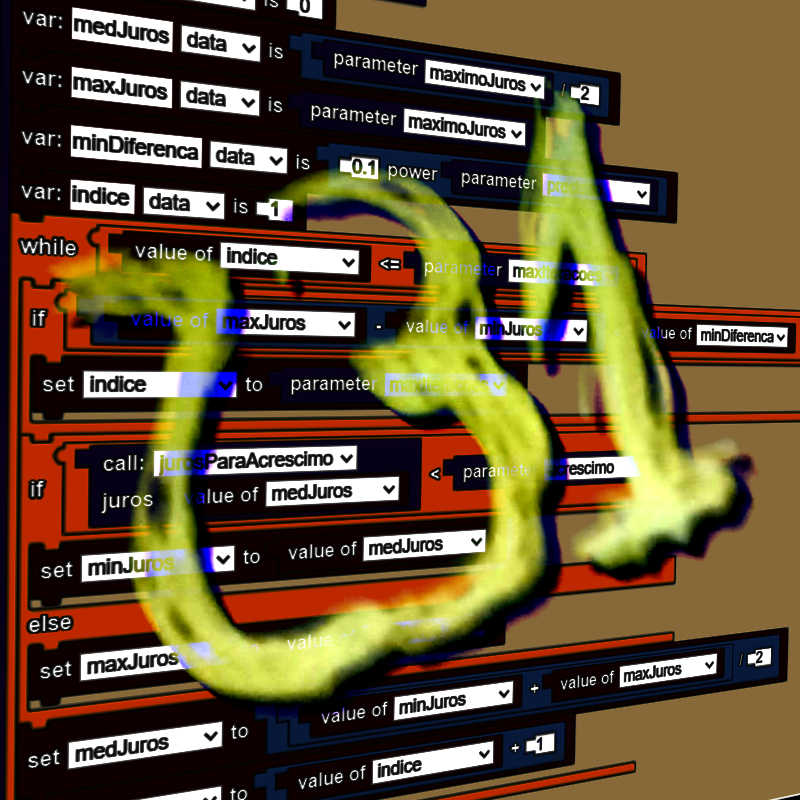 is 0
var: medJuros data is parameter maximoJuros / 2
var: maxJuros data is parameter maximoJuros
var: minDiferenca data is 0.1 power parameter
var: indice data is 1
while value of indice <= parameter
if value of maxJuros - value of minJuros value of minDiferenca
set indice to parameter
if call: jurosParaAcrescimo
juros value of medJuros < parameter acrescimo
set minJuros to value of medJuros
else
set maxJuros value
set medJuros to value of minJuros + value of maxJuros / 2
to value of indice + 1